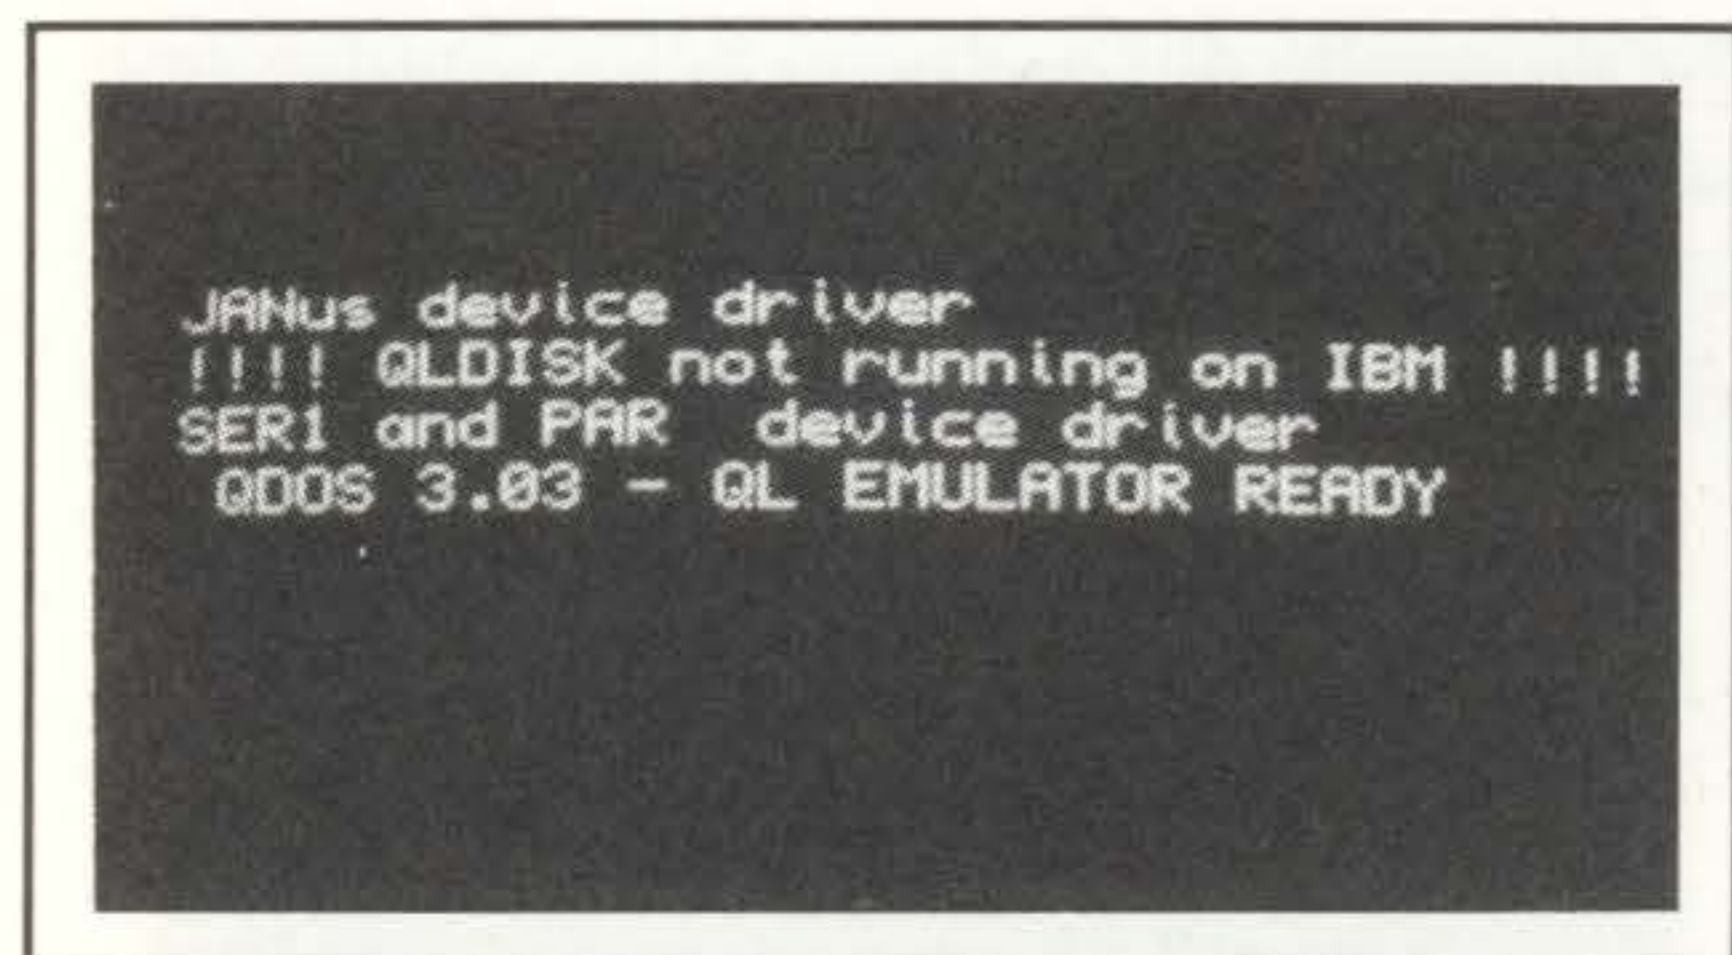 JANus device driver
!!!! QLDISK not running on IBM !!!!
SER1 and PAR  device driver
QDOS 3.03 - QL EMULATOR READY